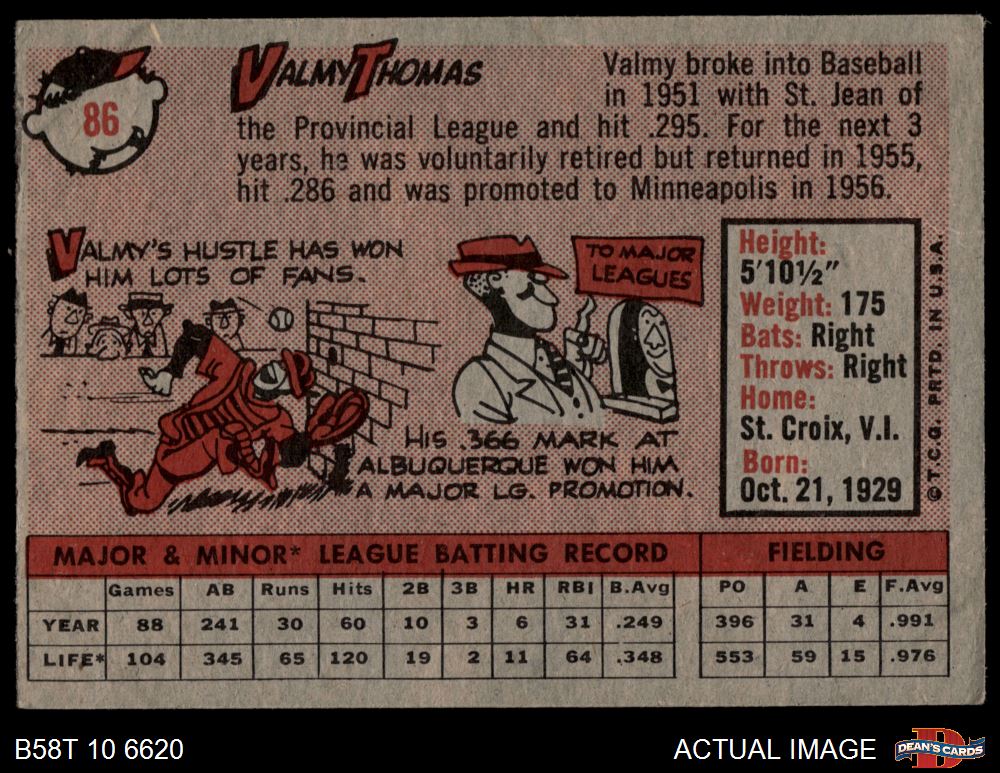 86
VALMY THOMAS
Valmy broke into Baseball
in 1951 with St. Jean of
the Provincial League and hit .295. For the next 3
years, he was voluntarily retired but returned in 1955,
hit .286 and was promoted to Minneapolis in 1956.
VALMY'S HUSTLE HAS WON
HIM LOTS OF FANS.
TO MAJOR
LEAGUES
HIS .366 MARK AT
ALBUQUERQUE WON HIM
A MAJOR LG. PROMOTION.
Height:
5'10½"
Weight: 175
Bats: Right
Throws: Right
Home:
St. Croix, V.I.
Born:
Oct. 21, 1929
© T.C.G. PRTD. IN U.S.A.
MAJOR & MINOR* LEAGUE BATTING RECORD FIELDING
Games AB Runs Hits 2B 3B HR RBI B.Avg PO A E F.Avg
YEAR 88 241 30 60 10 3 6 31 .249 396 31 4 .991
LIFE* 104 345 65 120 19 2 11 64 .348 553 59 15 .976
B58T 10 6620 ACTUAL IMAGE
D
DEAN'S CARDS